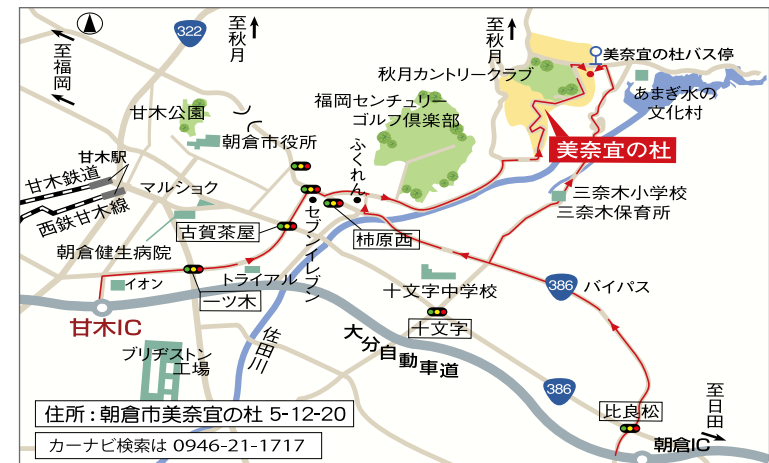 322
至秋月
至福岡
甘木公園
朝倉市役所
甘木駅
甘木鉄道
西鉄甘木線
マルショク
古賀茶屋
朝倉健生病院
イオン
トライアル
一ツ木
甘木IC
ブリヂストン
工場
佐田川
セブンイレブン
ふくれん
柿原西
福岡センチュリー
ゴルフ倶楽部
至秋月
秋月カントリークラブ
美奈宜の杜バス停
あまぎ水の
文化村
美奈宜の杜
三奈木小学校
三奈木保育所
386
バイパス
十文字中学校
十文字
大分自動車道
386
比良松
至日田
朝倉IC
住所：朝倉市美奈宜の杜 5-12-20
カーナビ検索は 0946-21-1717